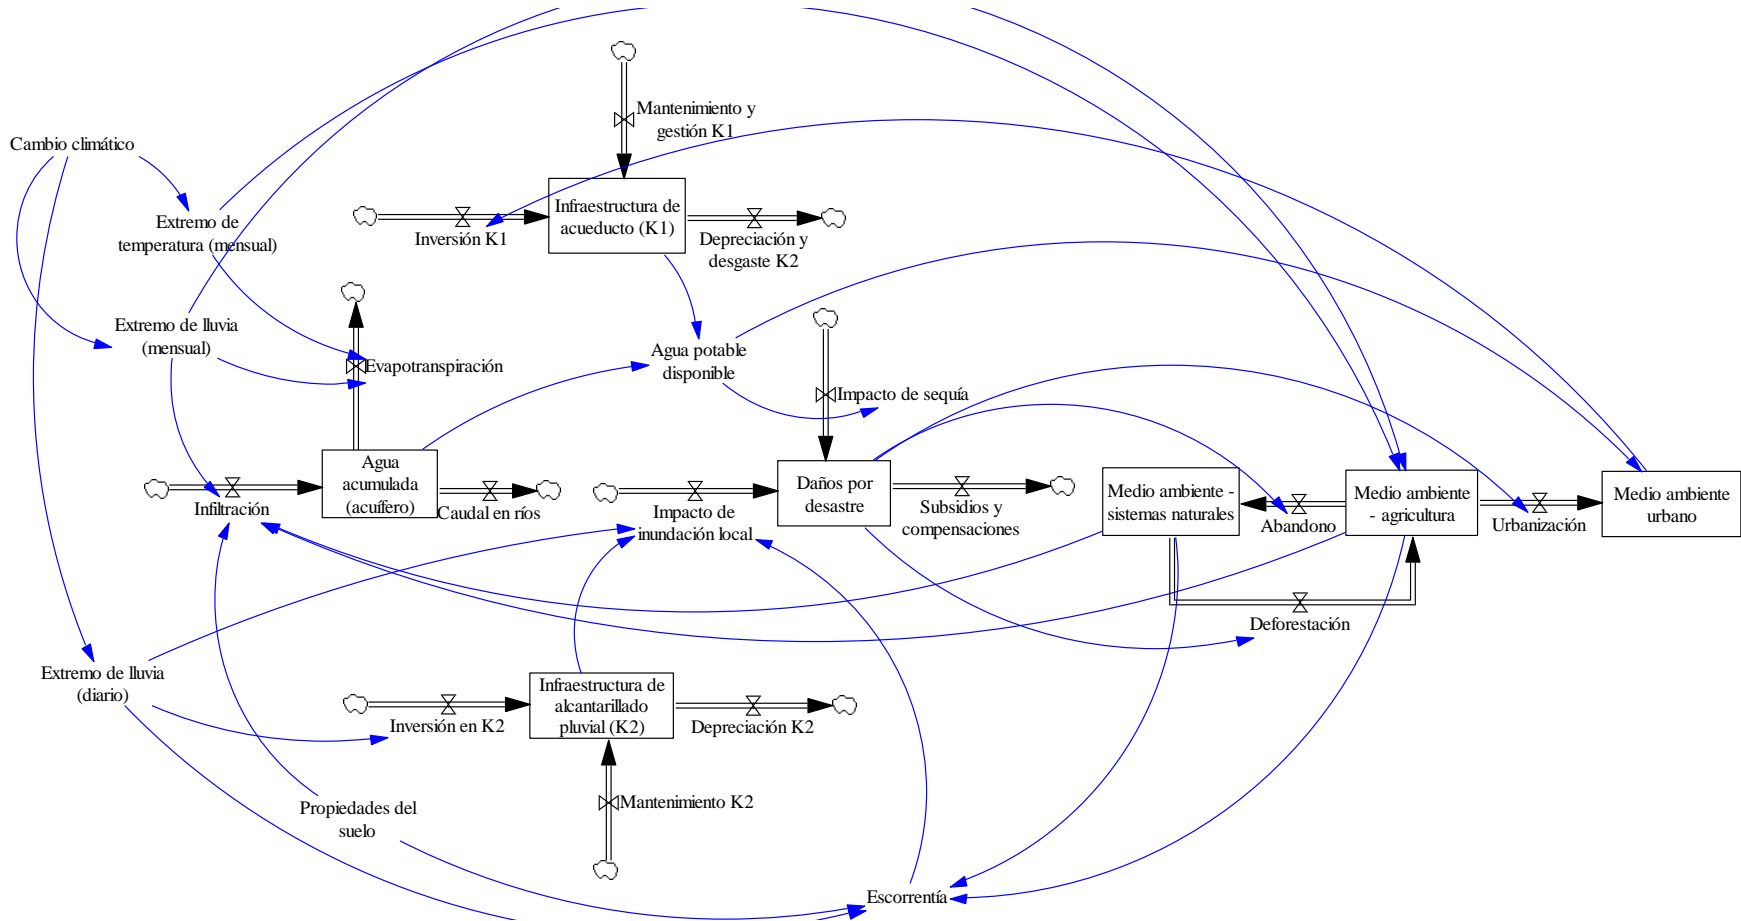 Mantenimiento y
gestión K1
Cambio climático
Extremo de
temperatura (mensual)
Inversión K1
Infraestructura de
acueducto (K1)
Depreciación y
desgaste K2
Extremo de lluvia
(mensual)
Evapotranspiración
Agua potable
disponible
Impacto de sequía
Agua
acumulada
(acuífero)
Infiltración
Caudal en ríos
Impacto de
inundación local
Daños por
desastre
Subsidios y
compensaciones
Medio ambiente -
sistemas naturales
Abandono
Medio ambiente
- agricultura
Urbanización
Medio ambiente
urbano
Deforestación
Extremo de lluvia
(diario)
Inversión en K2
Infraestructura de
alcantarillado
pluvial (K2)
Depreciación K2
Propiedades del
suelo
Mantenimiento K2
Escorrentía